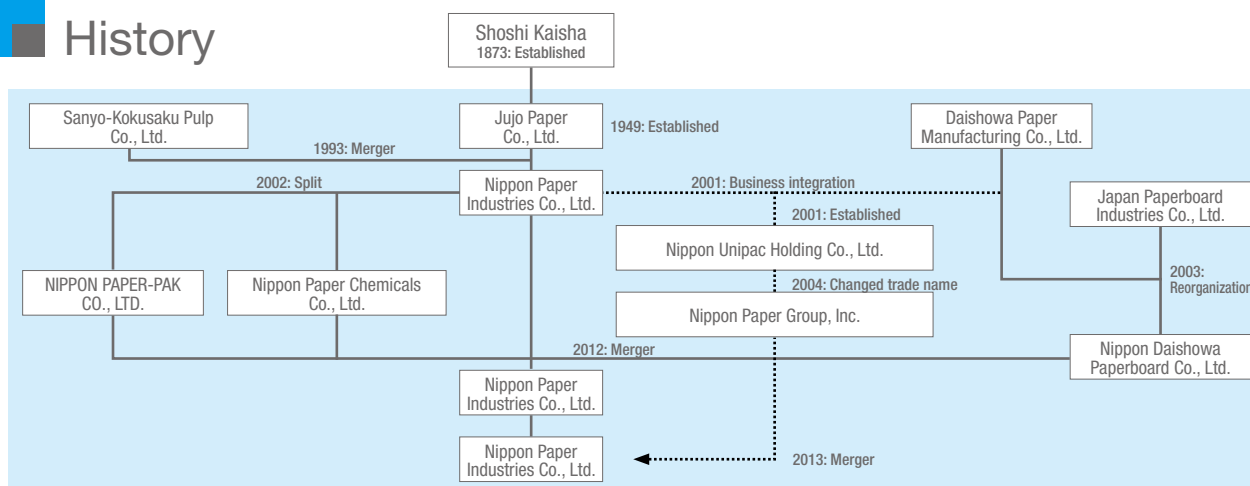 History
Shoshi Kaisha
1873: Established
Sanyo-Kokusaku Pulp
Co., Ltd.
Jujo Paper
Co., Ltd.
1949: Established
Daishowa Paper
Manufacturing Co., Ltd.
1993: Merger
2002: Split
Nippon Paper
Industries Co., Ltd.
2001: Business integration
Japan Paperboard
Industries Co., Ltd.
2001: Established
Nippon Unipac Holding Co., Ltd.
NIPPON PAPER-PAK
CO., LTD.
Nippon Paper Chemicals
Co., Ltd.
2004: Changed trade name
2003:
Reorganization
Nippon Paper Group, Inc.
2012: Merger
Nippon Daishowa
Paperboard Co., Ltd.
Nippon Paper
Industries Co., Ltd.
Nippon Paper
Industries Co., Ltd.
2013: Merger